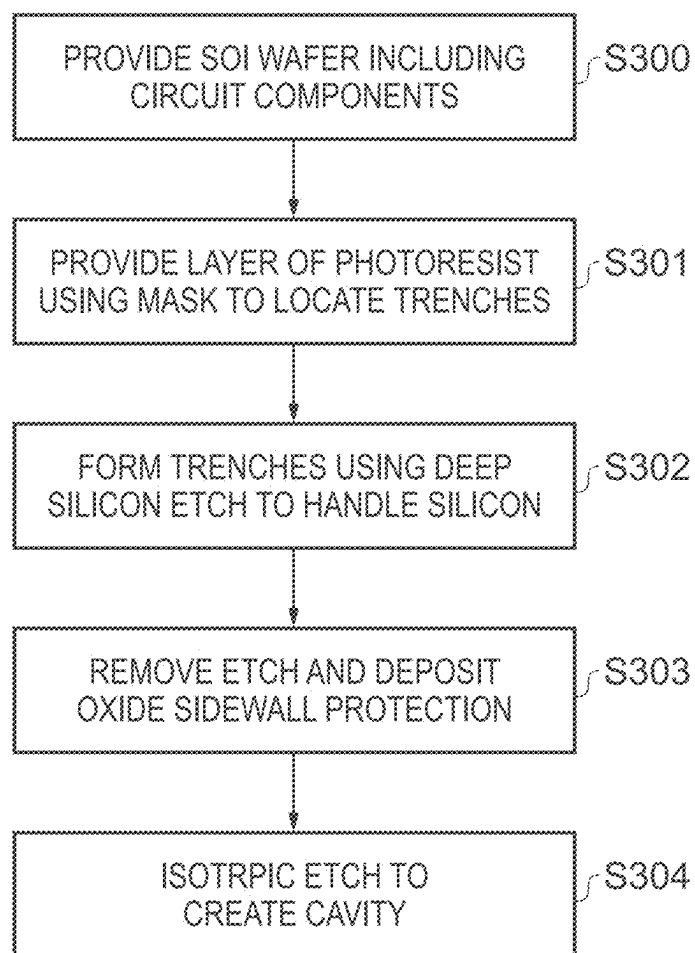 PROVIDE SOI WAFER INCLUDING
CIRCUIT COMPONENTS
S300
PROVIDE LAYER OF PHOTORESIST
USING MASK TO LOCATE TRENCHES
S301
FORM TRENCHES USING DEEP
SILICON ETCH TO HANDLE SILICON
S302
REMOVE ETCH AND DEPOSIT
OXIDE SIDEWALL PROTECTION
S303
ISOTRPIC ETCH TO
CREATE CAVITY
S304